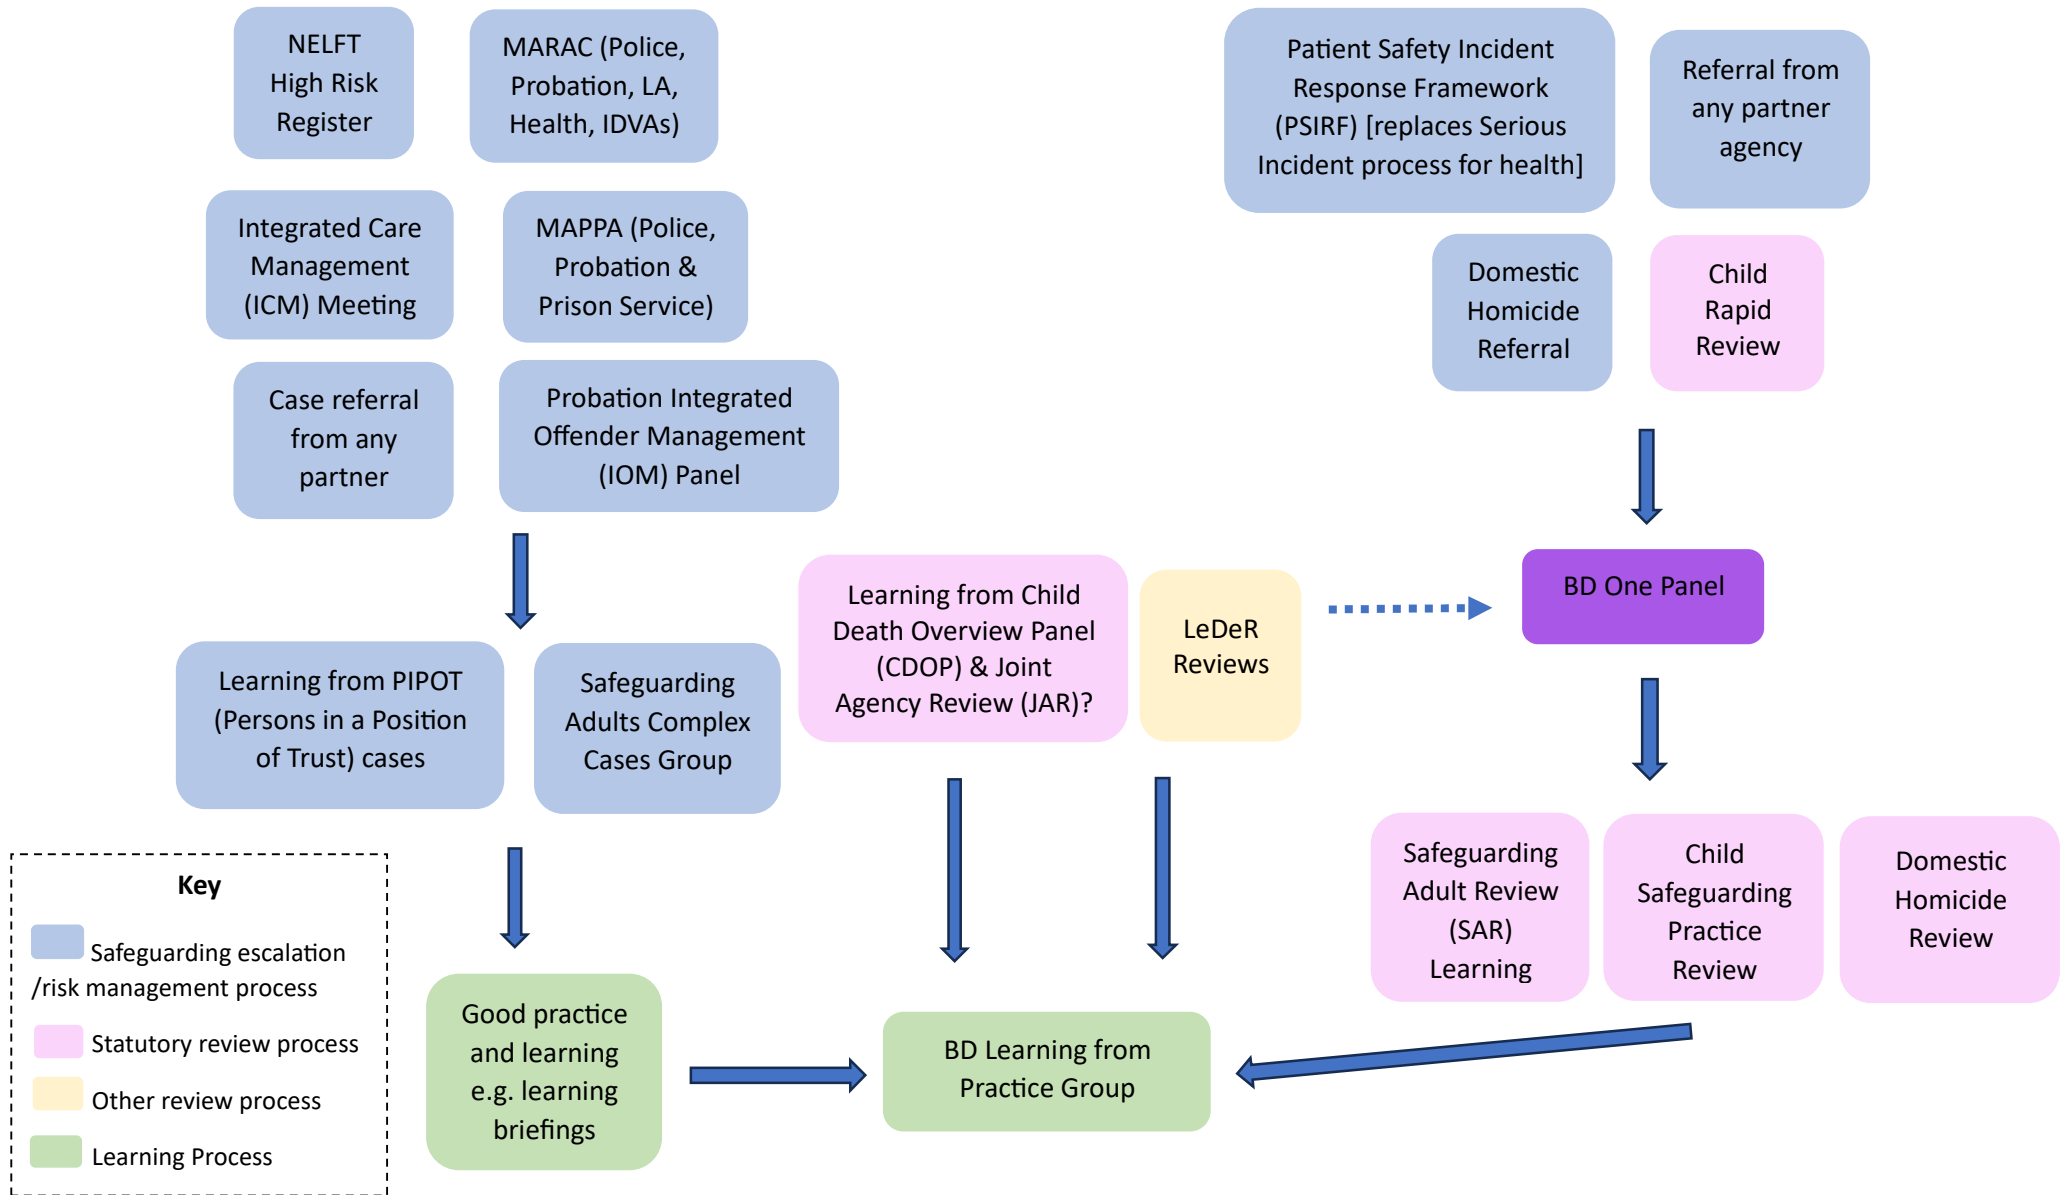 NELFT
High Risk
Register
MARAC (Police,
Probation, LA,
Health, IDVAs)
Patient Safety Incident
Response Framework
(PSIRF) [replaces Serious
Incident process for health]
Referral from
any partner
agency
Integrated Care
Management
(ICM) Meeting
MAPPA (Police,
Probation &
Prison Service)
Domestic
Homicide
Referral
Child
Rapid
Review
Case referral
from any
partner
Probation Integrated
Offender Management
(IOM) Panel
Learning from Child
Death Overview Panel
(CDOP) & Joint
Agency Review (JAR)?
LeDeR
Reviews
BD One Panel
Learning from PIPOT
(Persons in a Position
of Trust) cases
Safeguarding
Adults Complex
Cases Group
Safeguarding
Adult Review
(SAR)
Learning
Child
Safeguarding
Practice
Review
Domestic
Homicide
Review
Key
Safeguarding escalation
/risk management process
Statutory review process
Other review process
Learning Process
Good practice
and learning
e.g. learning
briefings
BD Learning from
Practice Group